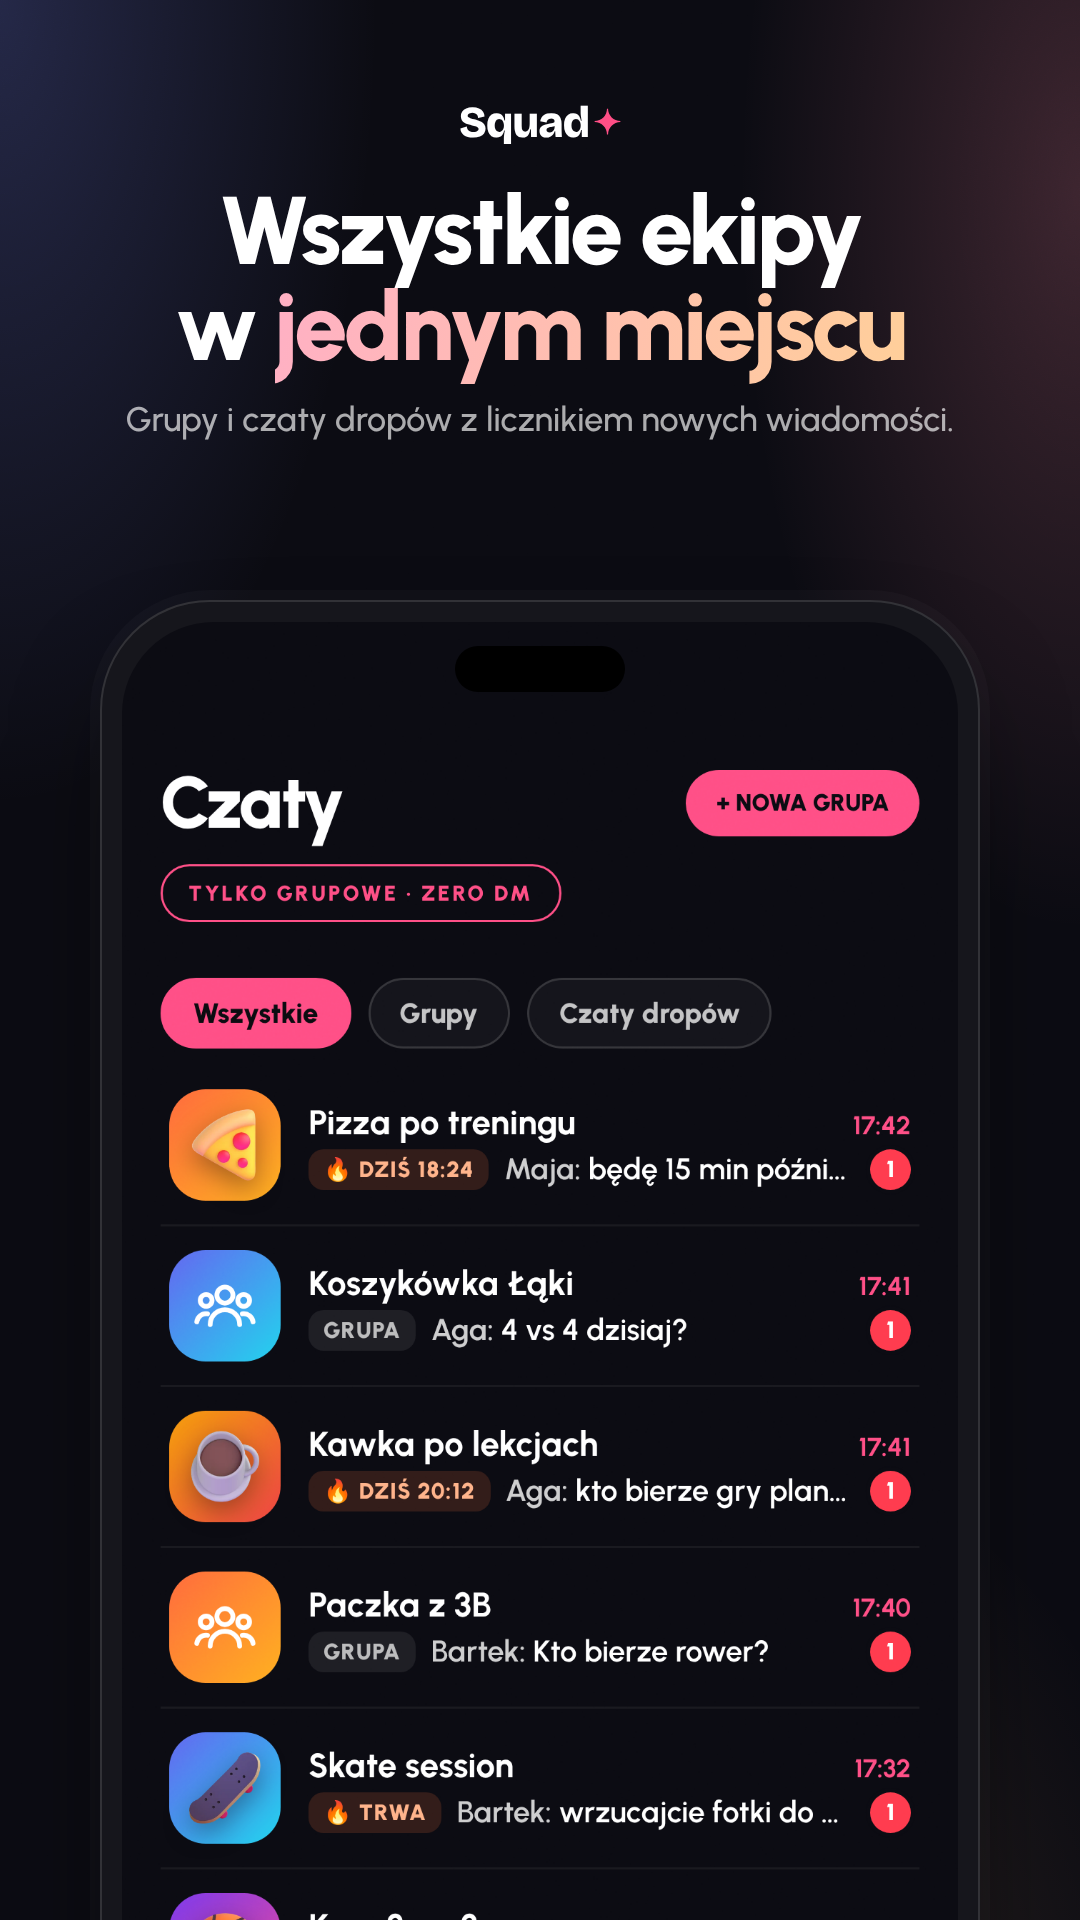 Squad
Wszystkie ekipy
w jednym miejscu
Grupy i czaty dropów z licznikiem nowych wiadomości.
Czaty
+ NOWA GRUPA
TYLKO GRUPOWE · ZERO DM
Wszystkie
Grupy
Czaty dropów
Pizza po treningu
17:42
🔥 DZIŚ 18:24
Maja: będę 15 min późni...
1
Koszykówka Łąki
17:41
GRUPA
Aga: 4 vs 4 dzisiaj?
1
Kawka po lekcjach
17:41
🔥 DZIŚ 20:12
Aga: kto bierze gry plan...
1
Paczka z 3B
17:40
GRUPA
Bartek: Kto bierze rower?
1
Skate session
17:32
🔥 TRWA
Bartek: wrzucajcie fotki do ...
1